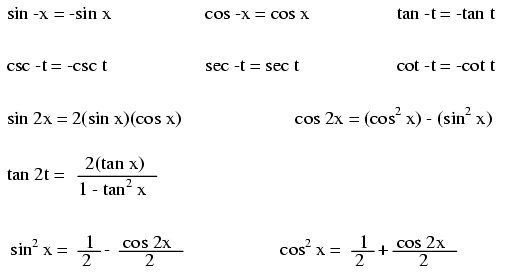 sin -x = -sin x cos -x = cos x tan -t = -tan t
csc -t = -csc t sec -t = sec t cot -t = -cot t
sin 2x = 2(sin x)(cos x) cos 2x = (cos² x) - (sin² x)
tan 2t = 2(tan x) / 1 - tan² x
sin² x = 1/2 - cos 2x/2 cos² x = 1/2 + cos 2x/2